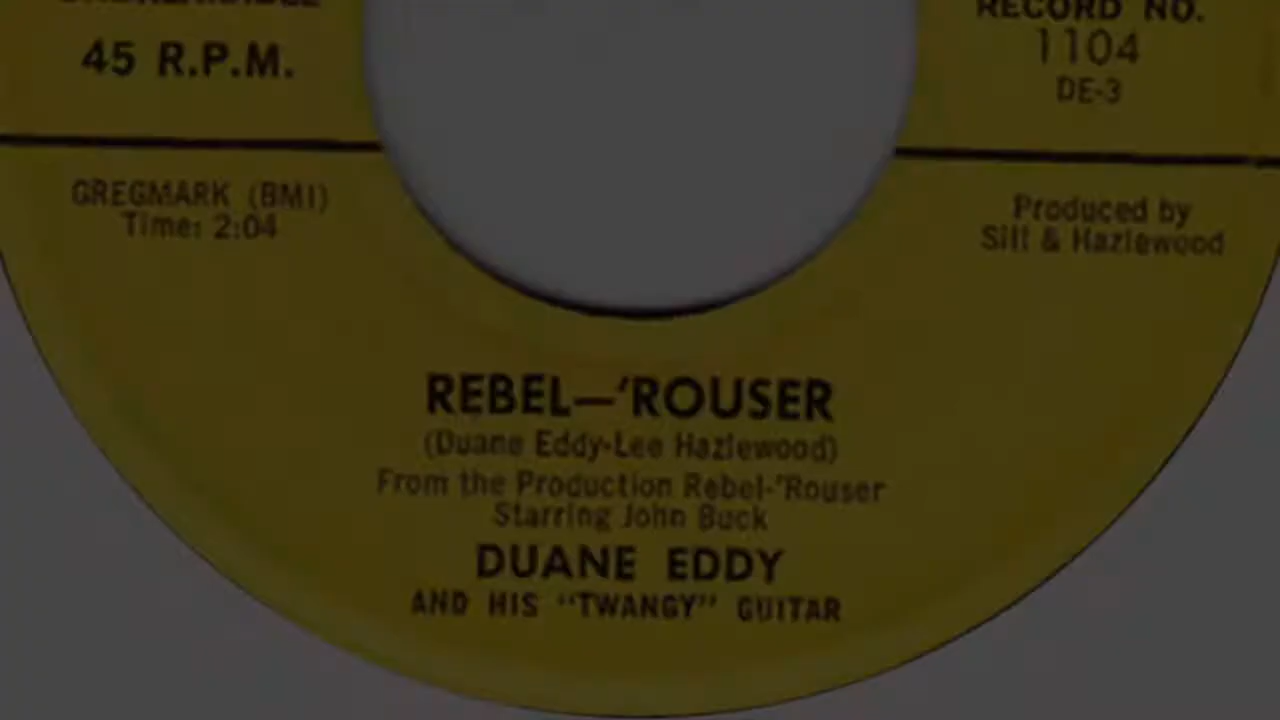 45 R.P.M.
RECORD NO.
1104
DE-3
GREGMARK (BMI)
Time: 2:04
Produced by
Sill & Hazlewood
REBEL—'ROUSER
(Duane Eddy-Lee Hazlewood)
From the Production Rebel-'Rouser
Starring John Buck
DUANE EDDY
AND HIS "TWANGY" GUITAR